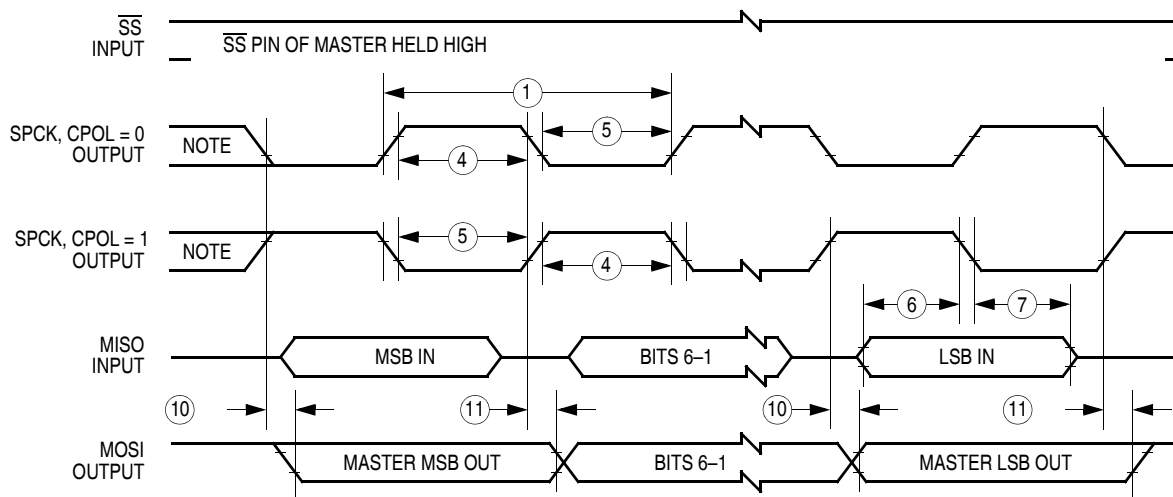 SS
INPUT
SS PIN OF MASTER HELD HIGH
1
SPCK, CPOL = 0
OUTPUT
NOTE
5
4
SPCK, CPOL = 1
OUTPUT
NOTE
5
4
6
7
MISO
INPUT
MSB IN
BITS 6–1
LSB IN
10
11
10
11
MOSI
OUTPUT
MASTER MSB OUT
BITS 6–1
MASTER LSB OUT